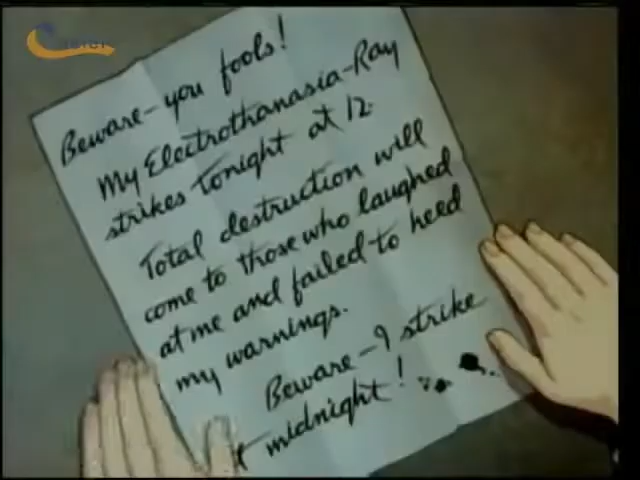 Beware-you fools!
My Electrothanasia-Ray
strikes Tonight at 12.
Total destruction will
come to those who laughed
at me and failed to heed
my warnings.
Beware-I strike
midnight!